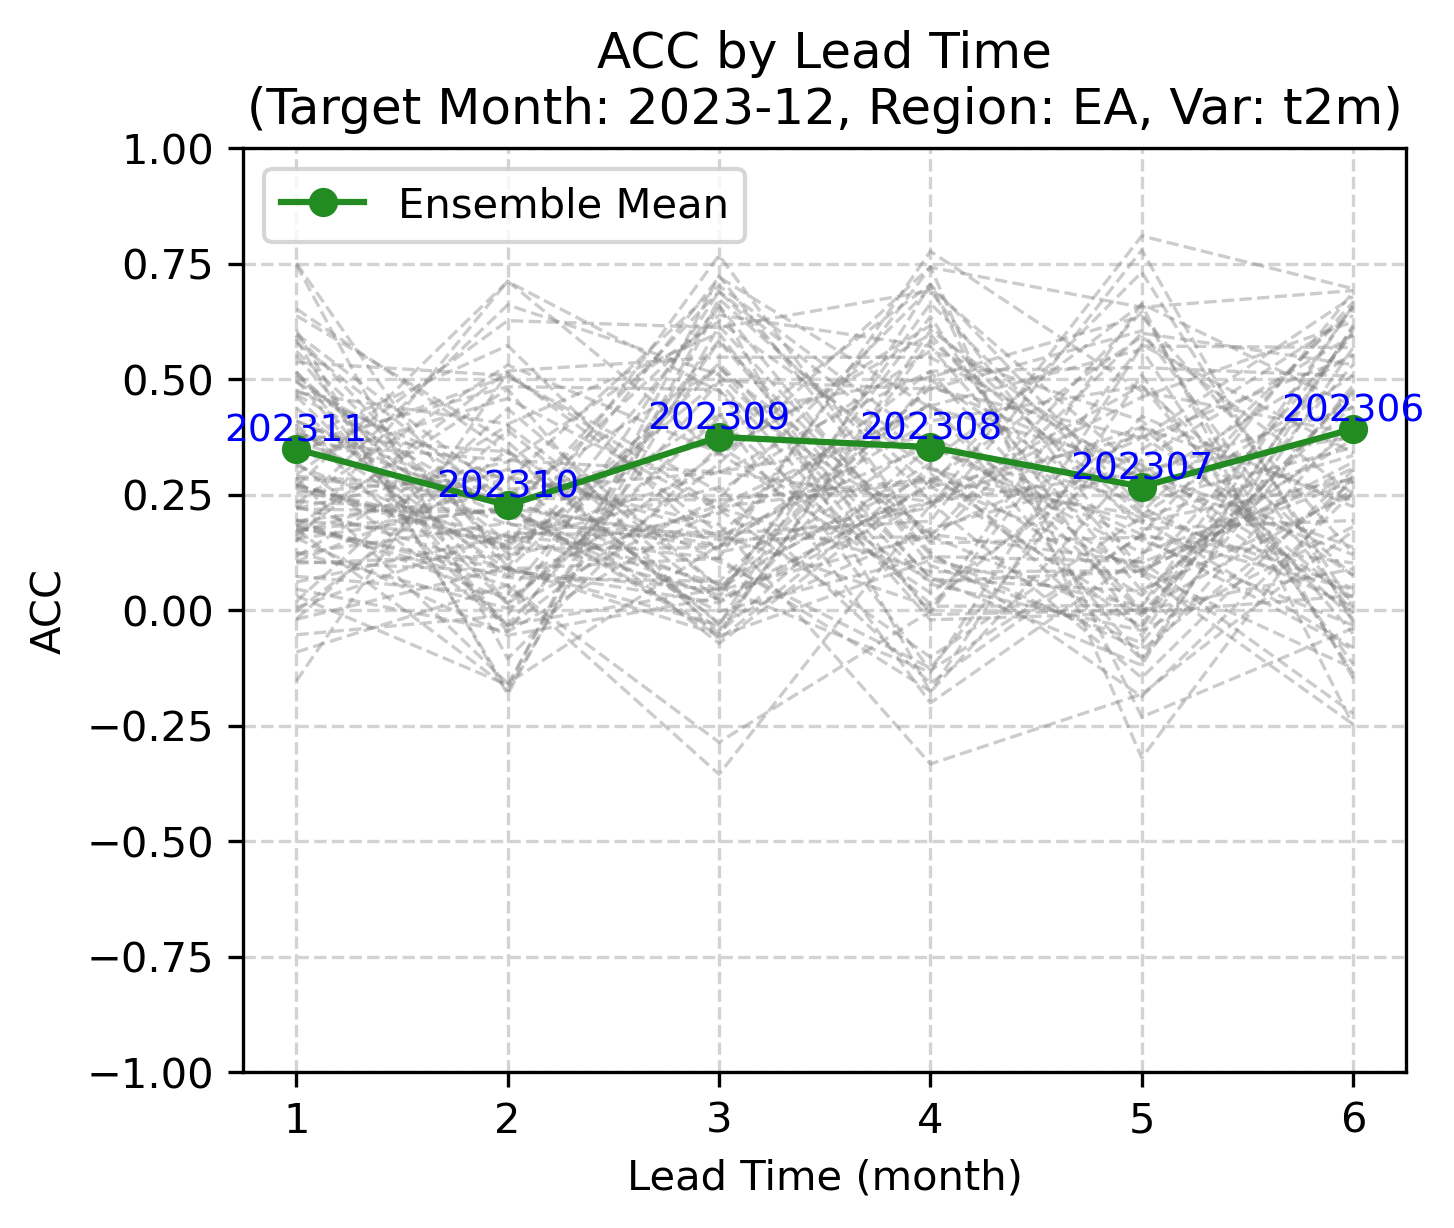 ACC by Lead Time
(Target Month: 2023-12, Region: EA, Var: t2m)
Ensemble Mean
1.00
0.75
0.50
0.25
0.00
−0.25
−0.50
−0.75
−1.00
ACC
202311
202310
202309
202308
202307
202306
1 2 3 4 5 6
Lead Time (month)